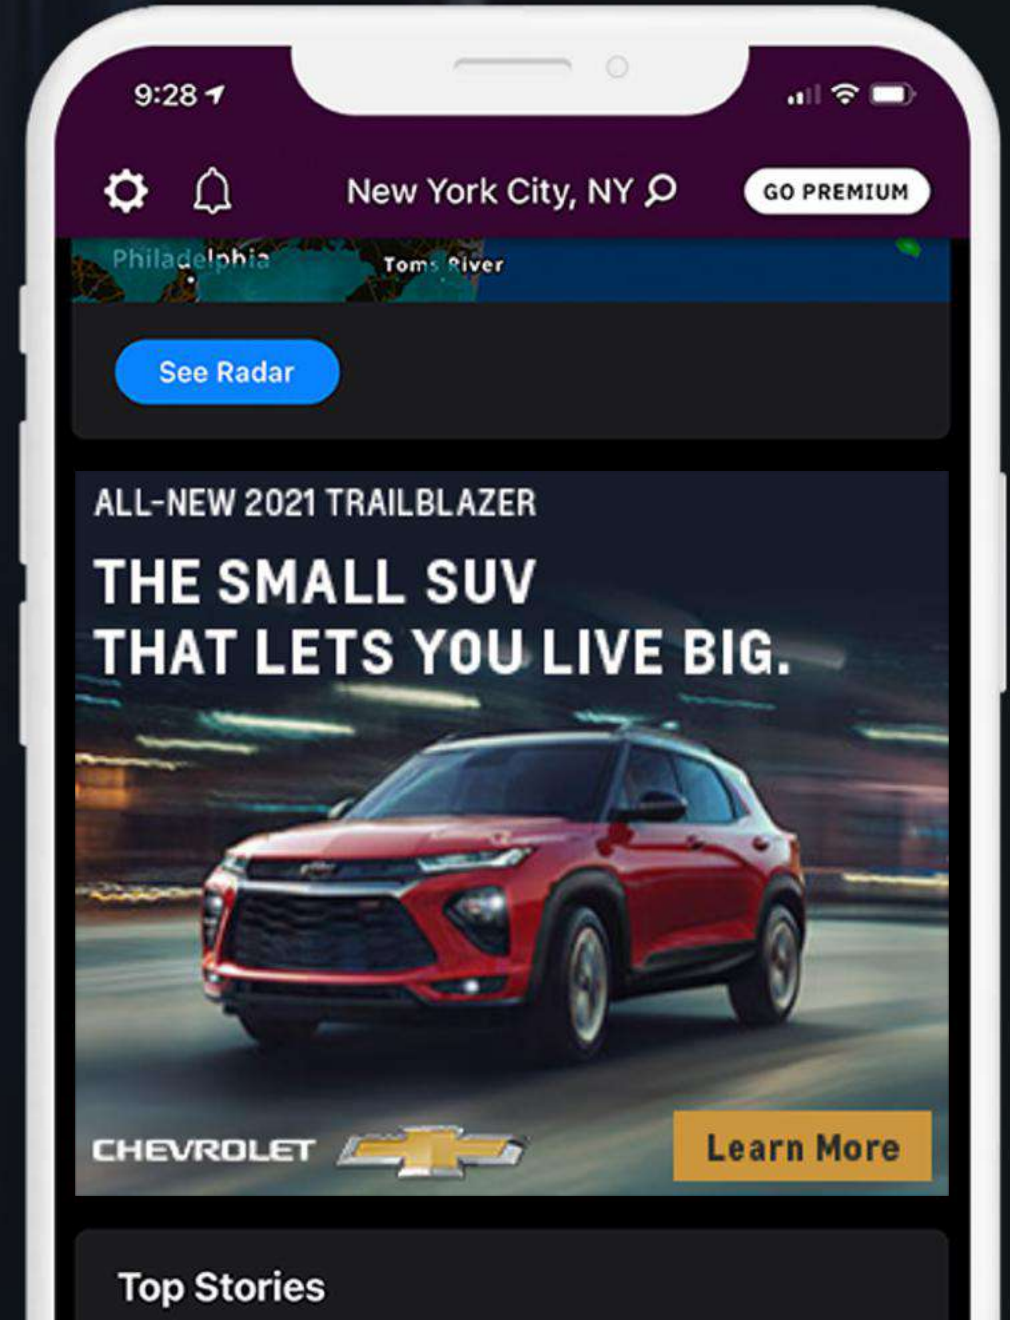 9:28
New York City, NY
GO PREMIUM
Philadelphia
Toms River
See Radar
ALL-NEW 2021 TRAILBLAZER
THE SMALL SUV
THAT LETS YOU LIVE BIG.
CHEVROLET
Learn More
Top Stories